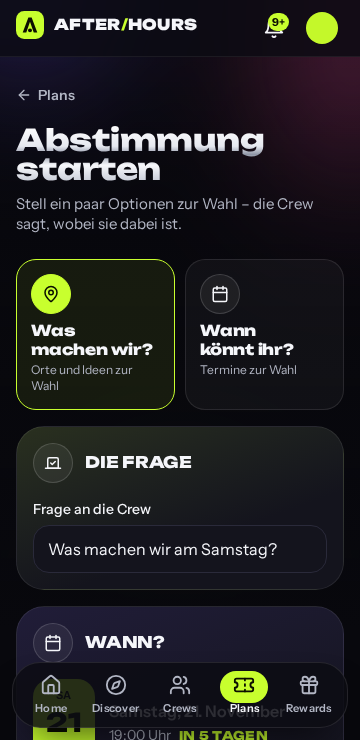 AFTER/HOURS
9+
Plans
Abstimmung
starten
Stell ein paar Optionen zur Wahl – die Crew
sagt, wobei sie dabei ist.
Was
machen wir?
Orte und Ideen zur
Wahl
Wann
könnt ihr?
Termine zur Wahl
DIE FRAGE
Frage an die Crew
Was machen wir am Samstag?
WANN?
SA
21
Samstag, 21. November
19:00 Uhr IN 5 TAGEN
Home
Discover
Crews
Plans
Rewards